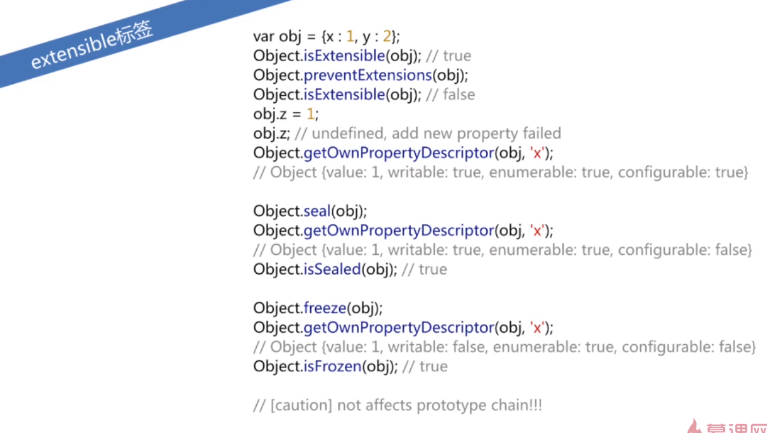 extensible标签
var obj = {x : 1, y : 2};
Object.isExtensible(obj); // true
Object.preventExtensions(obj);
Object.isExtensible(obj); // false
obj.z = 1;
obj.z; // undefined, add new property failed
Object.getOwnPropertyDescriptor(obj, 'x');
// Object {value: 1, writable: true, enumerable: true, configurable: true}
Object.seal(obj);
Object.getOwnPropertyDescriptor(obj, 'x');
// Object {value: 1, writable: true, enumerable: true, configurable: false}
Object.isSealed(obj); // true
Object.freeze(obj);
Object.getOwnPropertyDescriptor(obj, 'x');
// Object {value: 1, writable: false, enumerable: true, configurable: false}
Object.isFrozen(obj); // true
// [caution] not affects prototype chain!!!